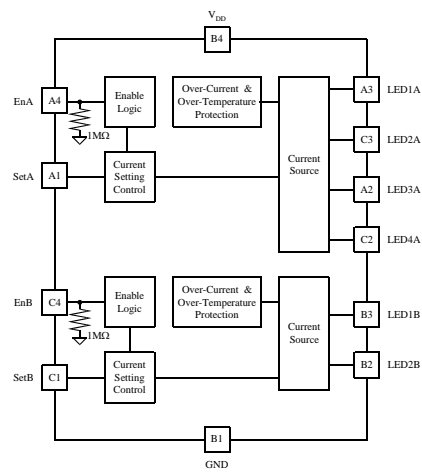 VDD
B4
EnA
A4
1MΩ
Enable
Logic
Over-Current &
Over-Temperature
Protection
A3
LED1A
C3
LED2A
SetA
A1
Current
Setting
Control
Current
Source
A2
LED3A
C2
LED4A
EnB
C4
1MΩ
Enable
Logic
Over-Current &
Over-Temperature
Protection
B3
LED1B
Current
Source
SetB
C1
Current
Setting
Control
B2
LED2B
B1
GND